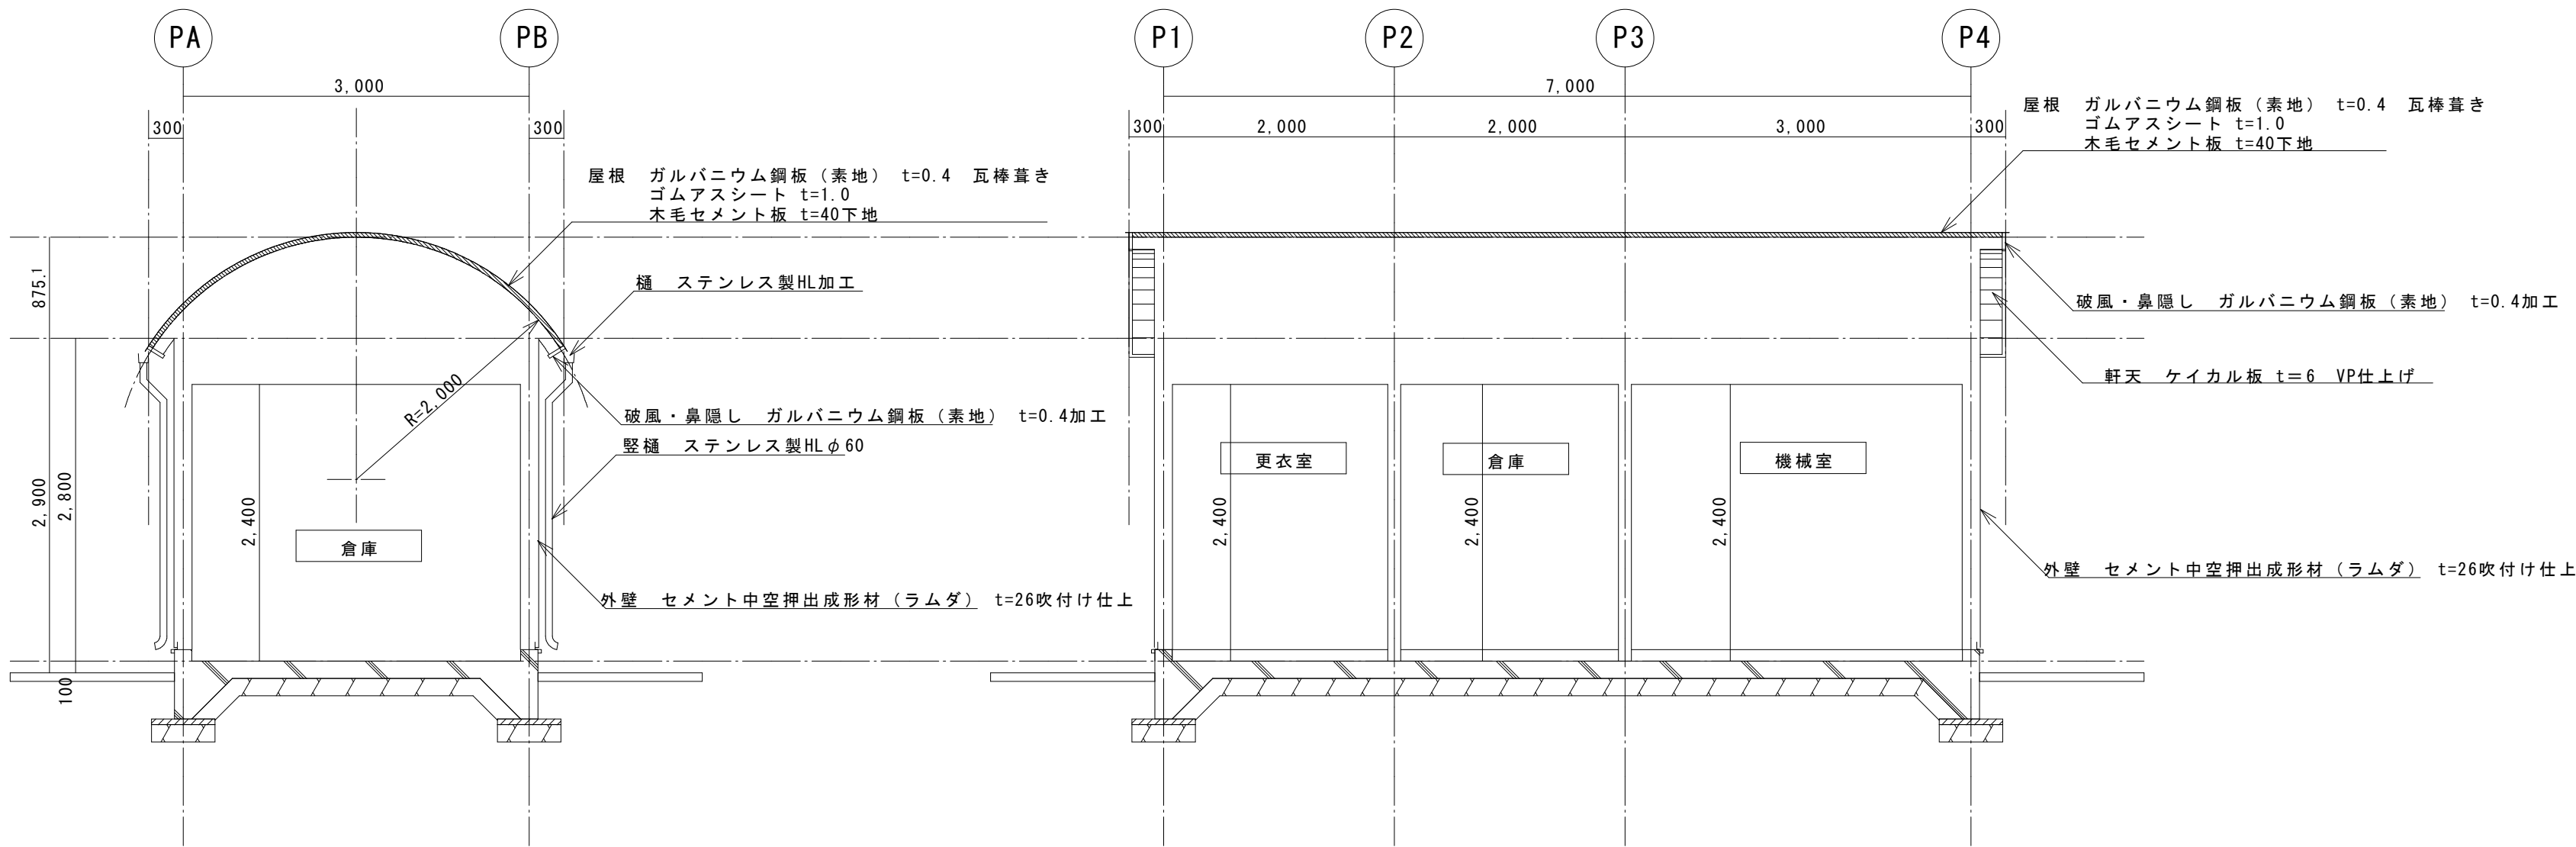 PA
PB
P1
P2
P3
P4
3,000
7,000
300
300
300
2,000
2,000
3,000
300
屋根　ガルバニウム鋼板（素地）　t=0.4　瓦棒葺き
ゴムアスシート t=1.0
木毛セメント板 t=40下地
屋根　ガルバニウム鋼板（素地）　t=0.4　瓦棒葺き
ゴムアスシート t=1.0
木毛セメント板 t=40下地
875.1
樋　ステンレス製HL加工
破風・鼻隠し　ガルバニウム鋼板（素地）　t=0.4加工
軒天　ケイカル板 t＝6　VP仕上げ
R=2,000
破風・鼻隠し　ガルバニウム鋼板（素地）　t=0.4加工
竪樋　ステンレス製HLφ60
更衣室
倉庫
機械室
2,900
2,800
2,400
2,400
2,400
2,400
倉庫
外壁　セメント中空押出成形材（ラムダ）　t=26吹付け仕上
外壁　セメント中空押出成形材（ラムダ）　t=26吹付け仕上
100